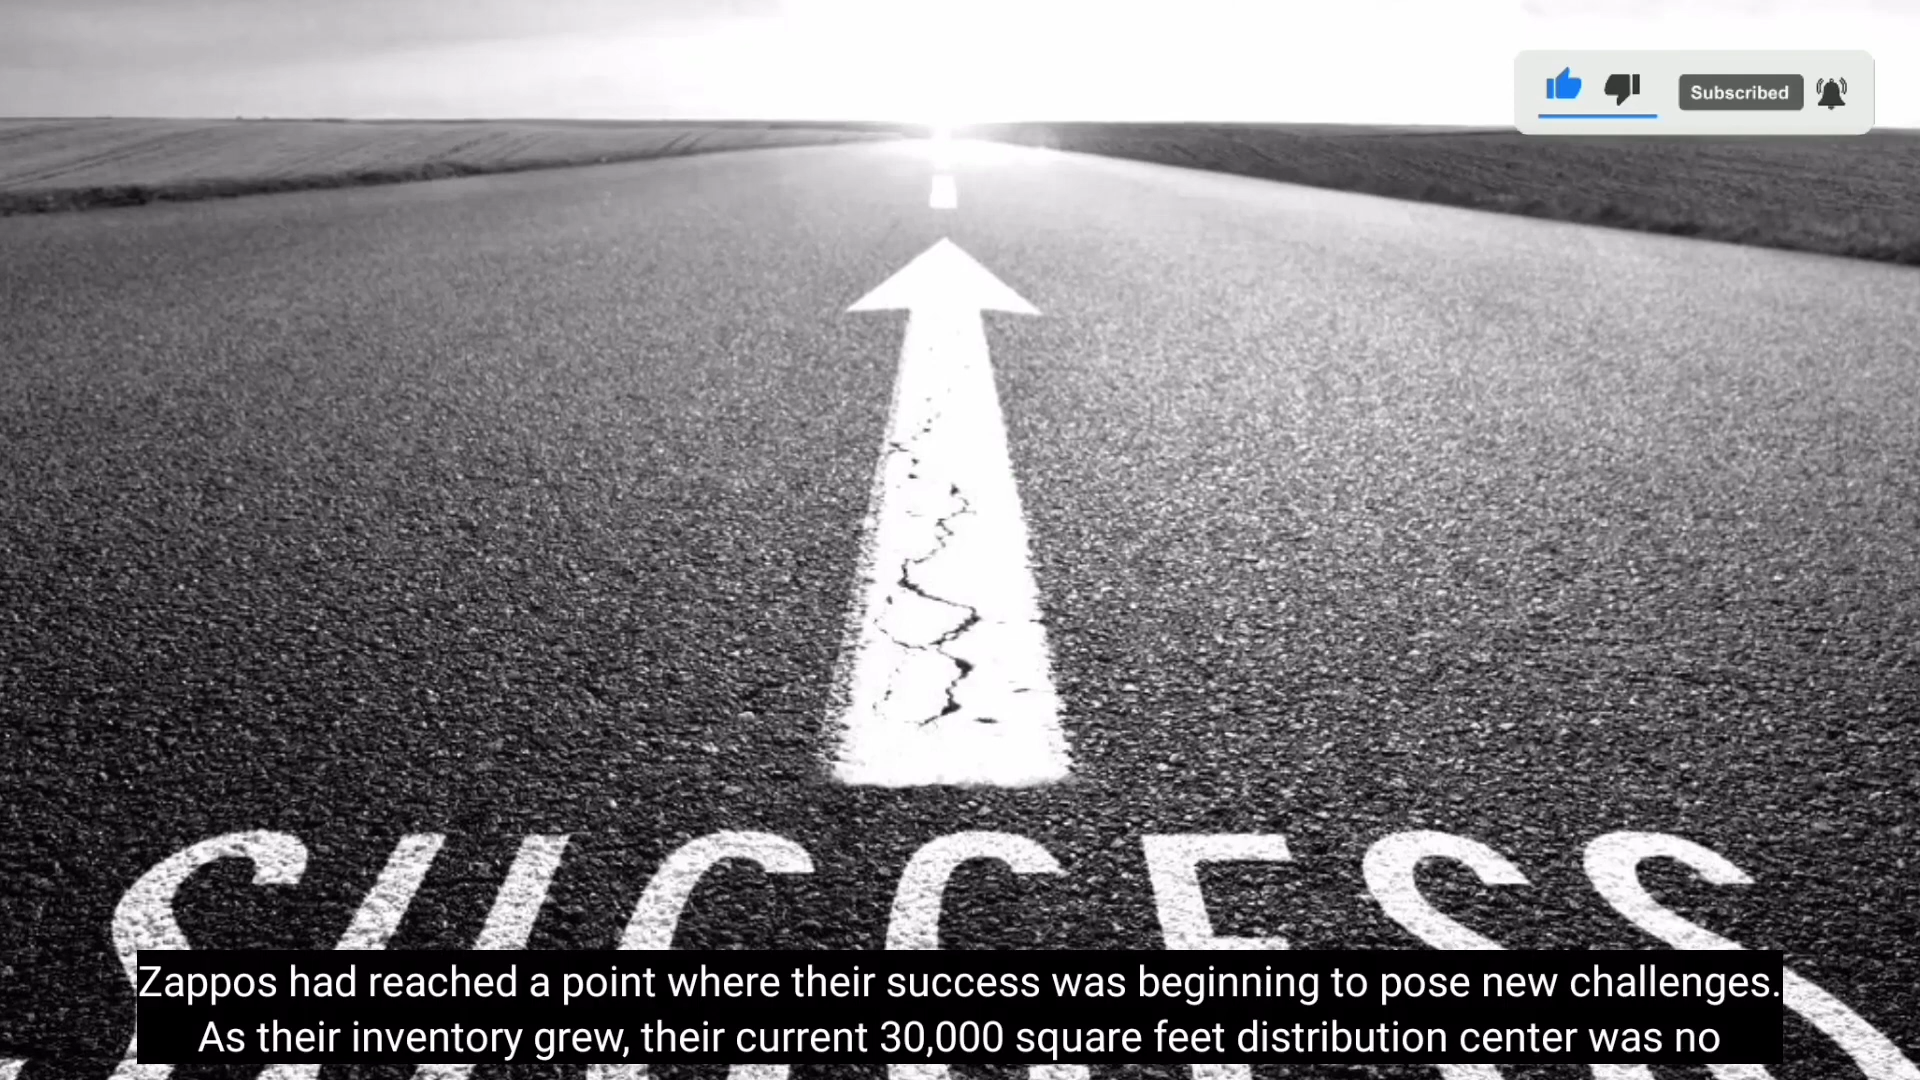 Subscribed
SUCCESS
Zappos had reached a point where their success was beginning to pose new challenges.
As their inventory grew, their current 30,000 square feet distribution center was no